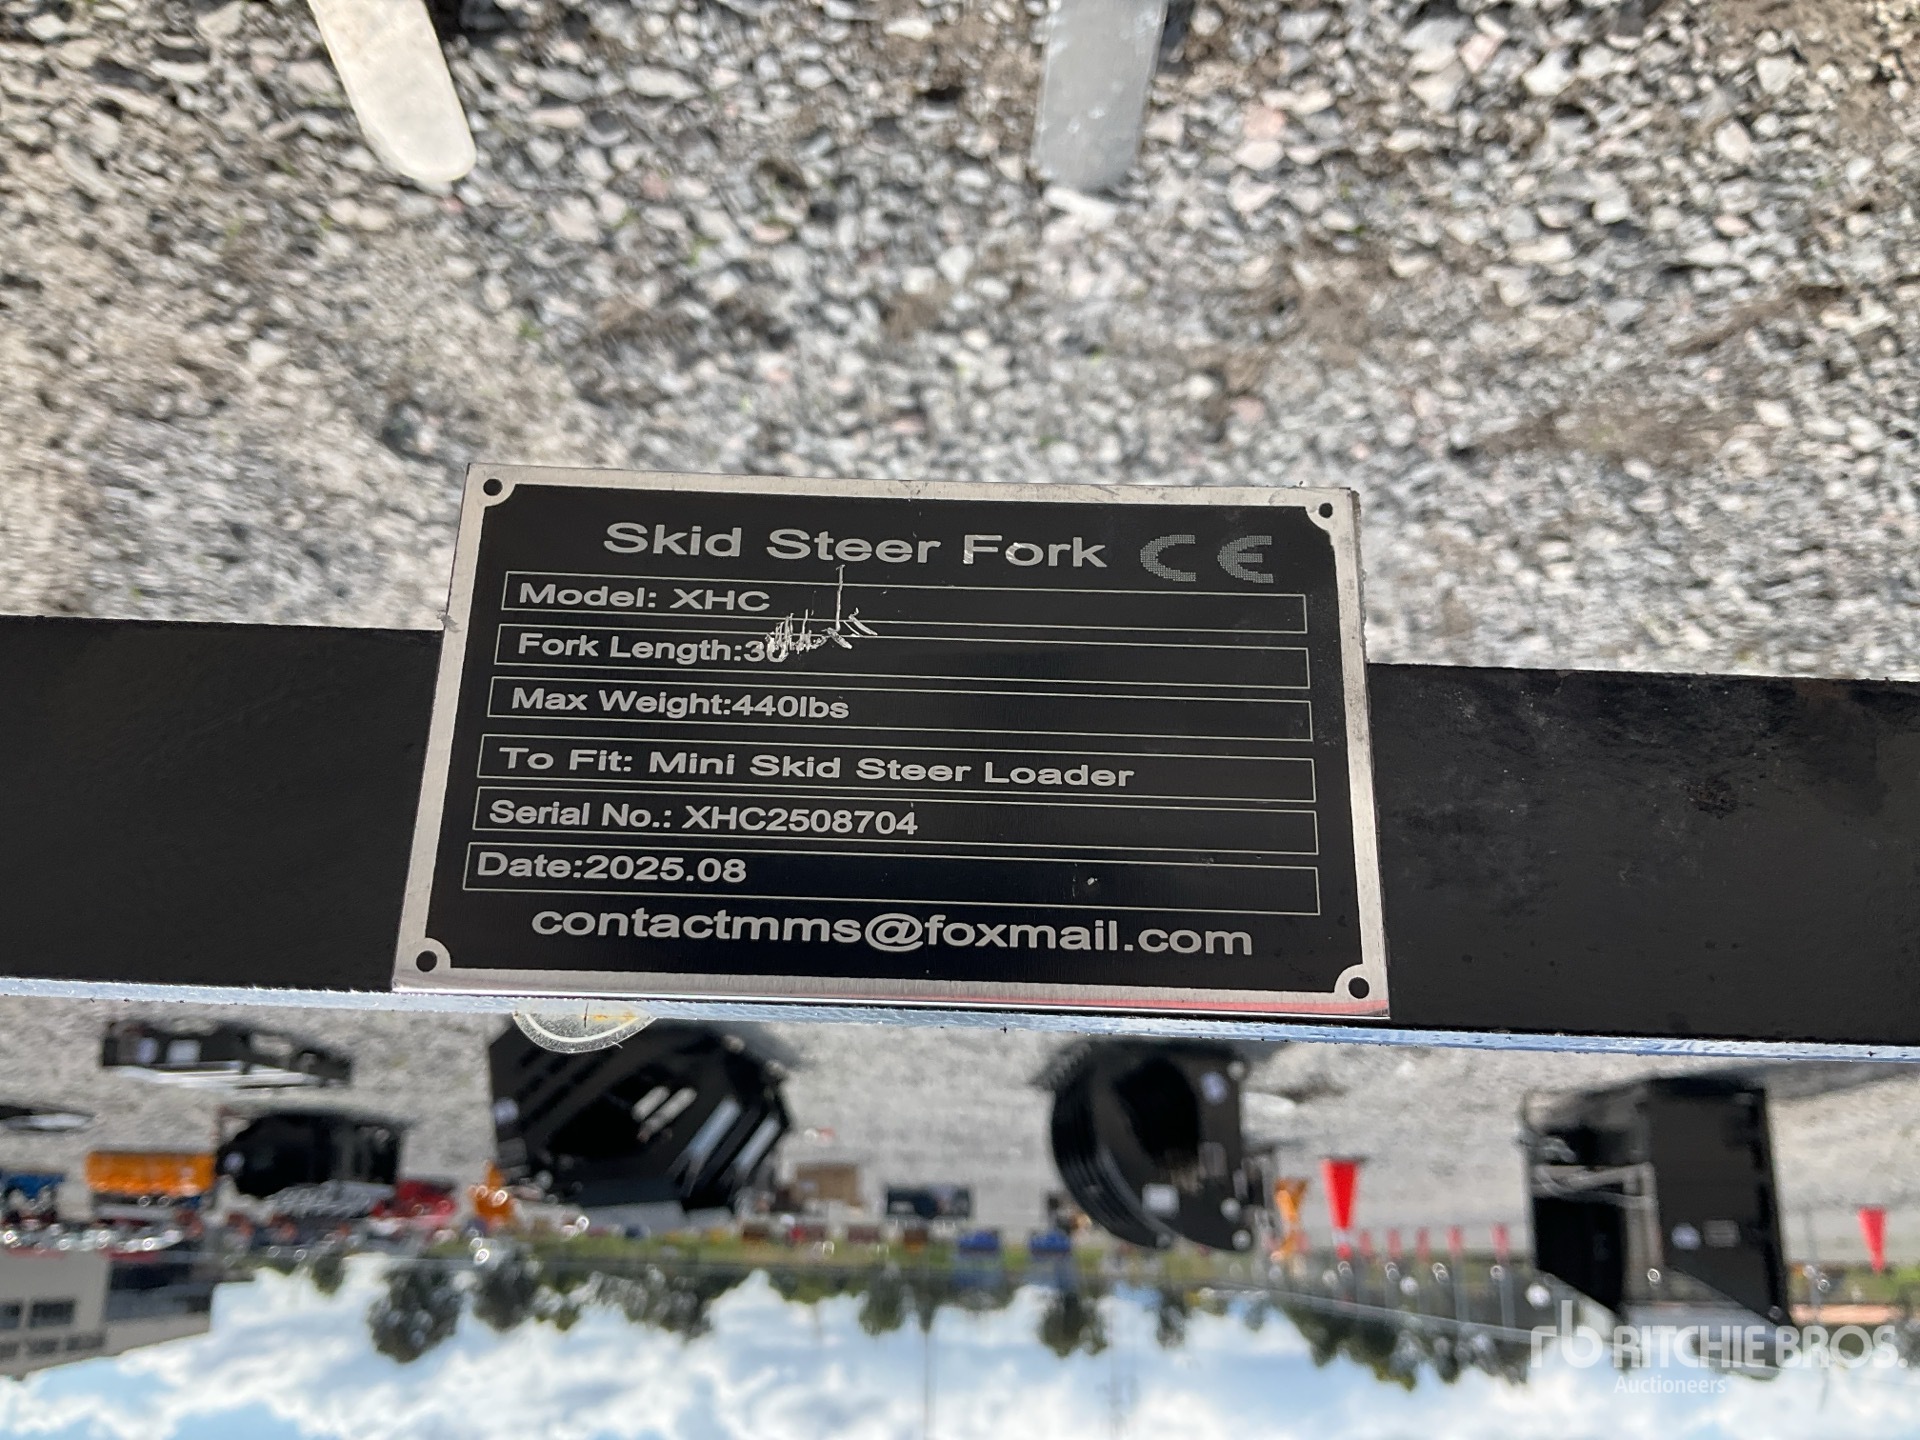 Skid Steer Fork CE
Model: XHC
Fork Length:
Max Weight:440lbs
To Fit: Mini Skid Steer Loader
Serial No.: XHC2508704
Date:2025.08
contactmms@foxmail.com
rb RITCHIE BROS.
Auctioneers